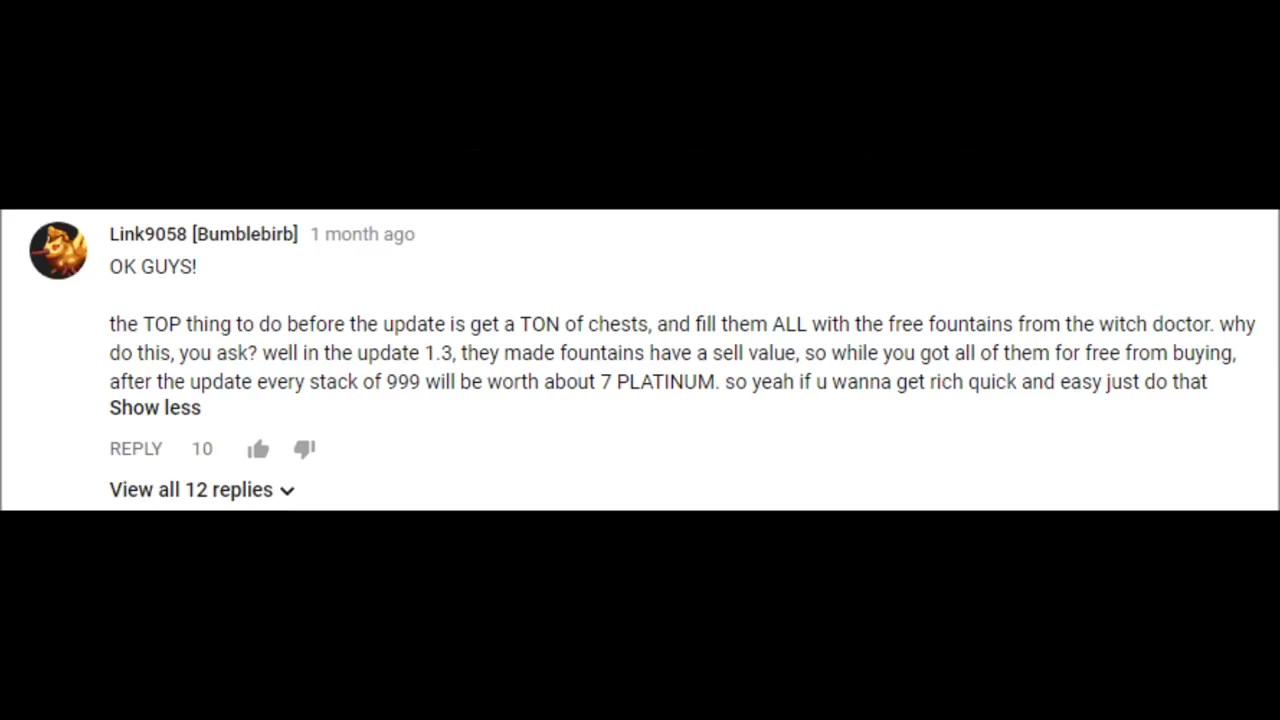 Link9058 [Bumblebirb] 1 month ago
OK GUYS!
the TOP thing to do before the update is get a TON of chests, and fill them ALL with the free fountains from the witch doctor. why
do this, you ask? well in the update 1.3, they made fountains have a sell value, so while you got all of them for free from buying,
after the update every stack of 999 will be worth about 7 PLATINUM. so yeah if u wanna get rich quick and easy just do that
Show less
REPLY 10
View all 12 replies